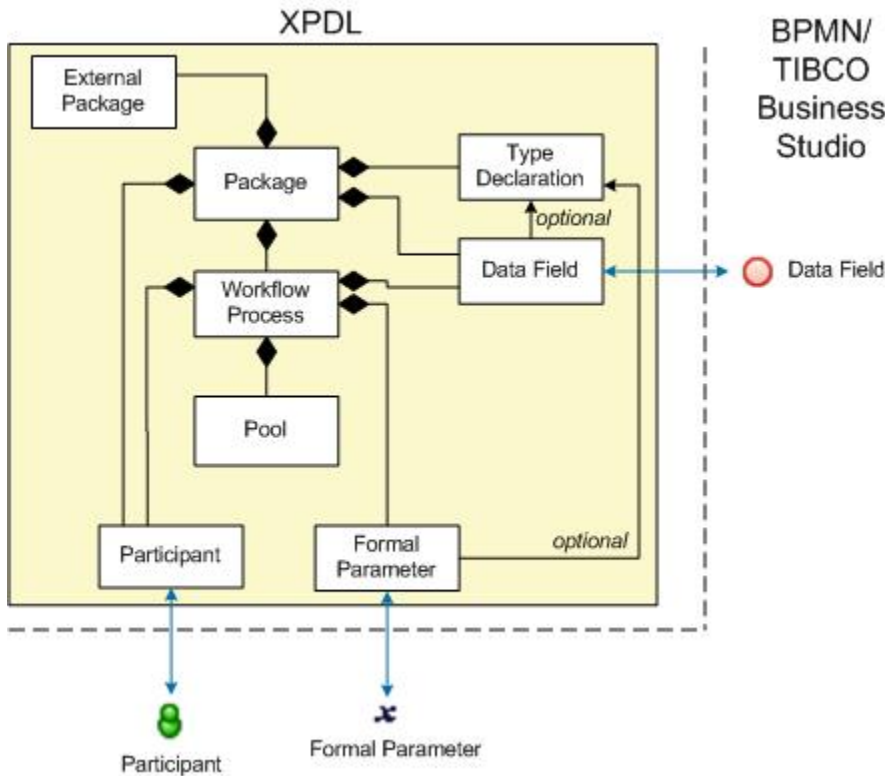 XPDL
BPMN/
TIBCO
Business
Studio
External
Package
Package
Type
Declaration
optional
Data Field
Data Field
Workflow
Process
Pool
Participant
Formal
Parameter
optional
Participant
x
Formal Parameter